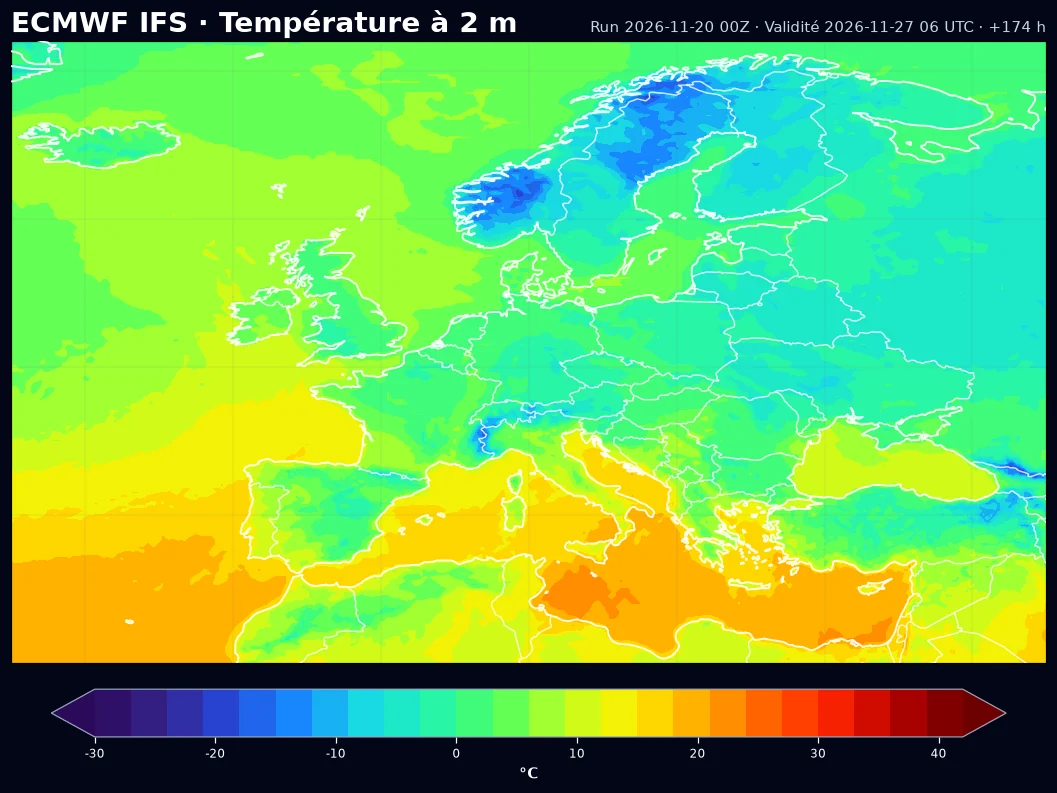 ECMWF IFS · Température à 2 m
Run 2026-11-20 00Z · Validité 2026-11-27 06 UTC · +174 h
-30 -20 -10 0 10 20 30 40
°C